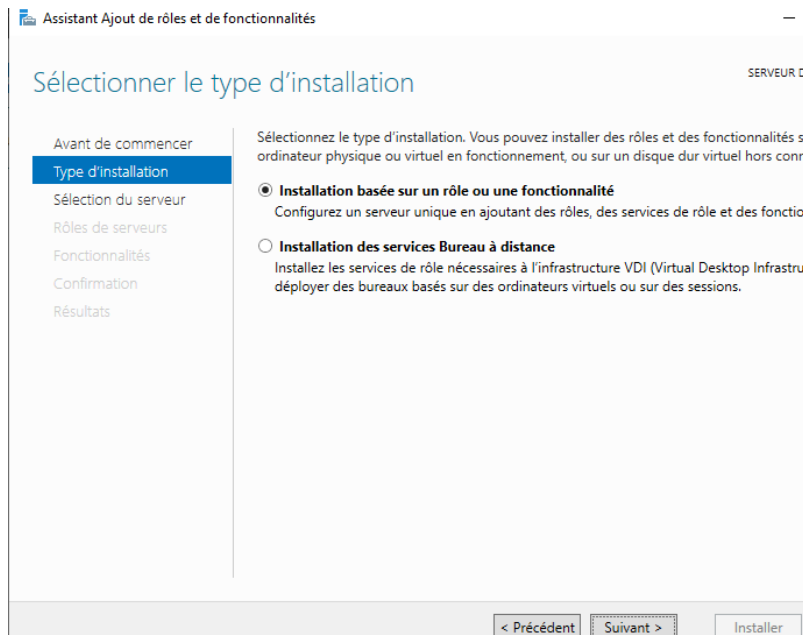 Assistant Ajout de rôles et de fonctionnalités
Sélectionner le type d’installation
SERVEUR
Avant de commencer
Type d’installation
Sélection du serveur
Rôles de serveurs
Fonctionnalités
Confirmation
Résultats
Sélectionnez le type d’installation. Vous pouvez installer des rôles et des fonctionnalités
ordinateur physique ou virtuel en fonctionnement, ou sur un disque dur virtuel hors
Installation basée sur un rôle ou une fonctionnalité
Configurez un serveur unique en ajoutant des rôles, des services de rôle et des
Installation des services Bureau à distance
Installez les services de rôle nécessaires à l’infrastructure VDI (Virtual Desktop
déployer des bureaux basés sur des ordinateurs virtuels ou sur des sessions.
< Précédent
Suivant >
Installer